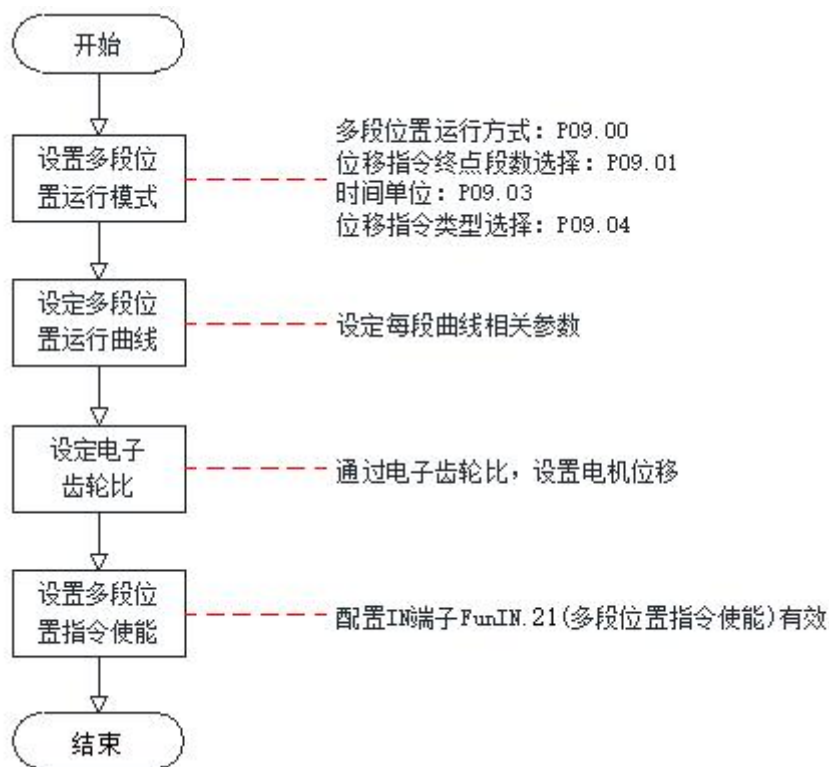 开始
设置多段位
置运行模式
多段位置运行方式：P09.00
位移指令终点段数选择：P09.01
时间单位：P09.03
位移指令类型选择：P09.04
设定多段位
置运行曲线
设定每段曲线相关参数
设定电子
齿轮比
通过电子齿轮比，设置电机位移
设置多段位
置指令使能
配置IN端子FunIN.21(多段位置指令使能)有效
结束